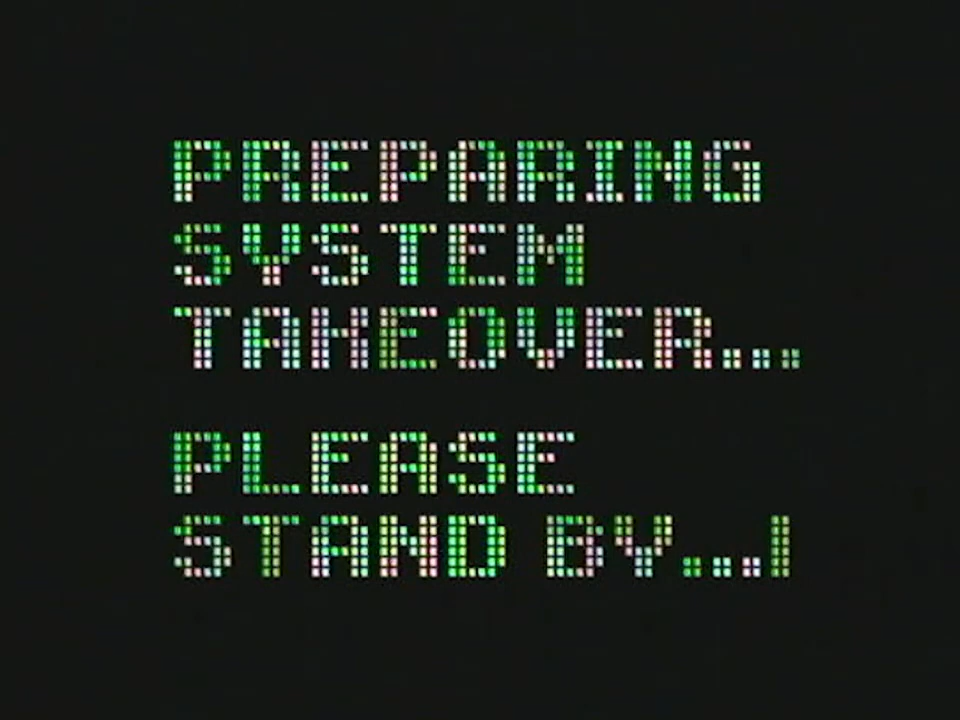 PREPARING
SYSTEM
TAKEOVER...
PLEASE
STAND BY...